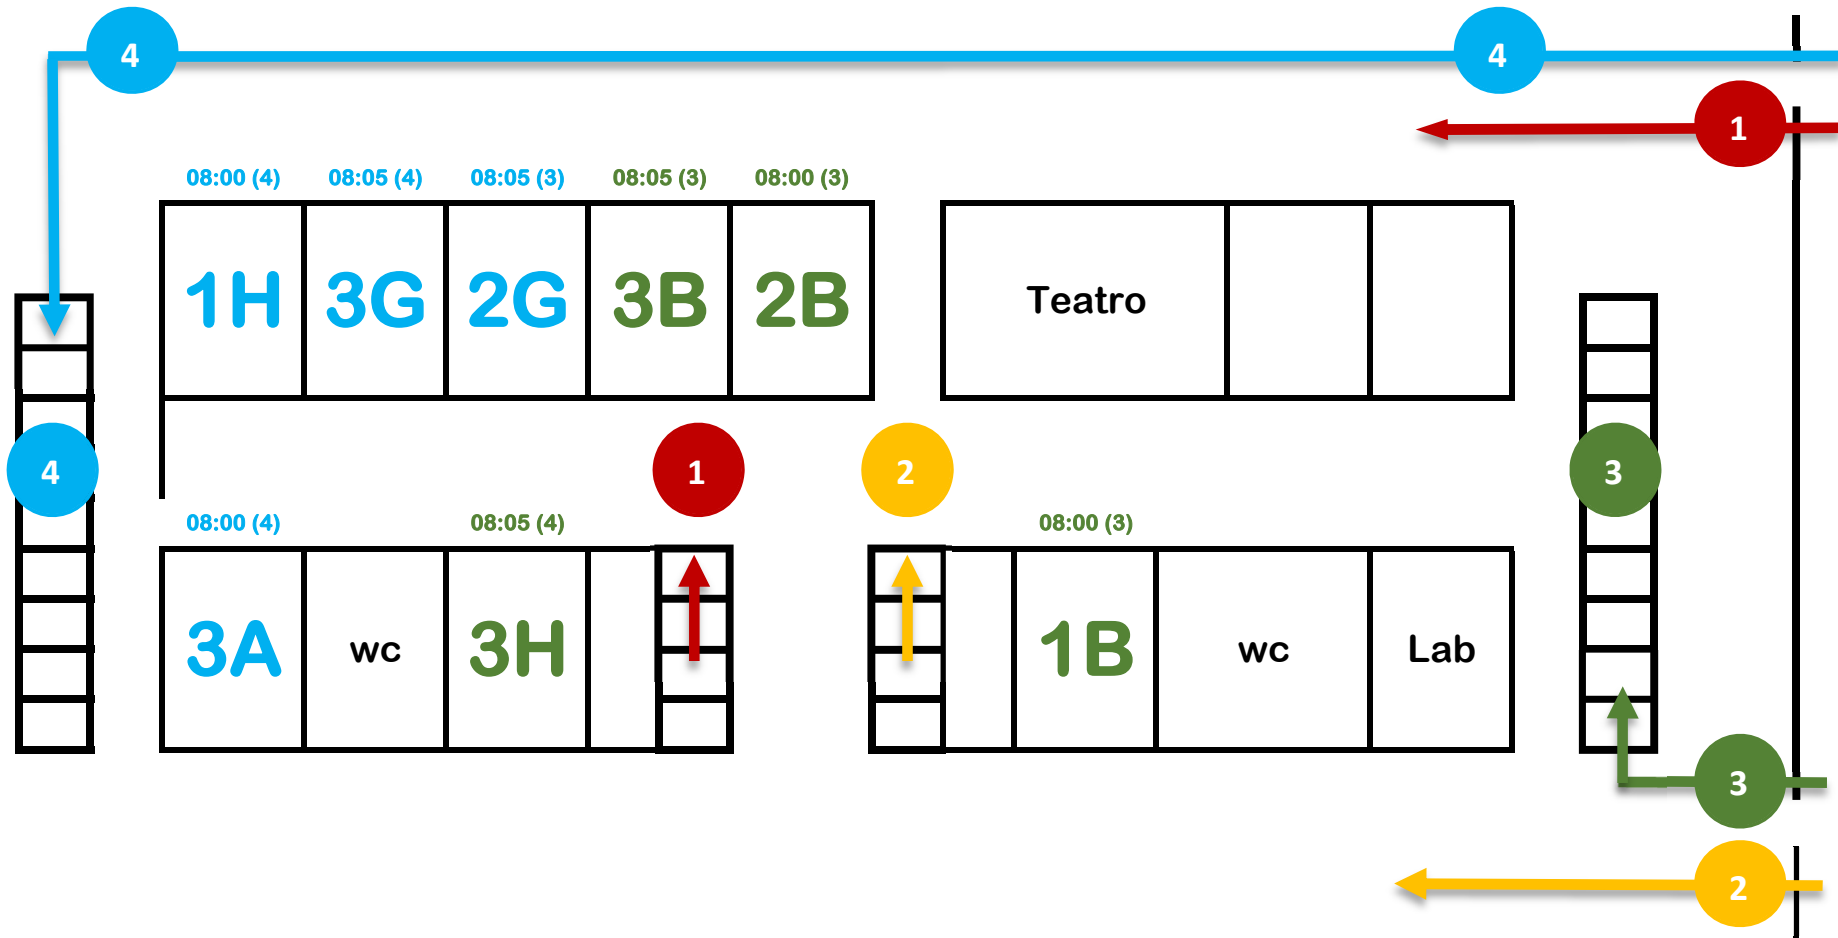 4
4
1
08:00 (4)
08:05 (4)
08:05 (3)
08:05 (3)
08:00 (3)
1H
3G
2G
3B
2B
Teatro
4
1
2
3
08:00 (4)
08:05 (4)
08:00 (3)
3A
wc
3H
1B
wc
Lab
3
2